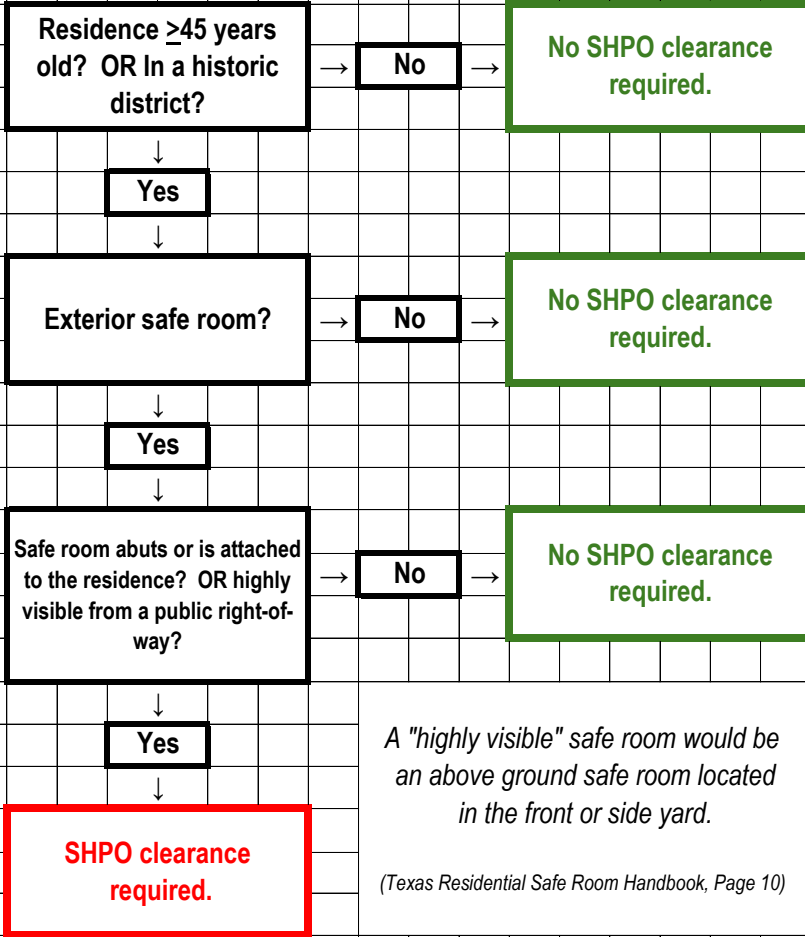 Residence ≥45 years
old? OR In a historic
district?
→ No →
No SHPO clearance
required.
↓
Yes
↓
Exterior safe room?
→ No →
No SHPO clearance
required.
↓
Yes
↓
Safe room abuts or is attached
to the residence? OR highly
visible from a public right-of-
way?
→ No →
No SHPO clearance
required.
↓
Yes
↓
SHPO clearance
required.
A "highly visible" safe room would be
an above ground safe room located
in the front or side yard.
(Texas Residential Safe Room Handbook, Page 10)